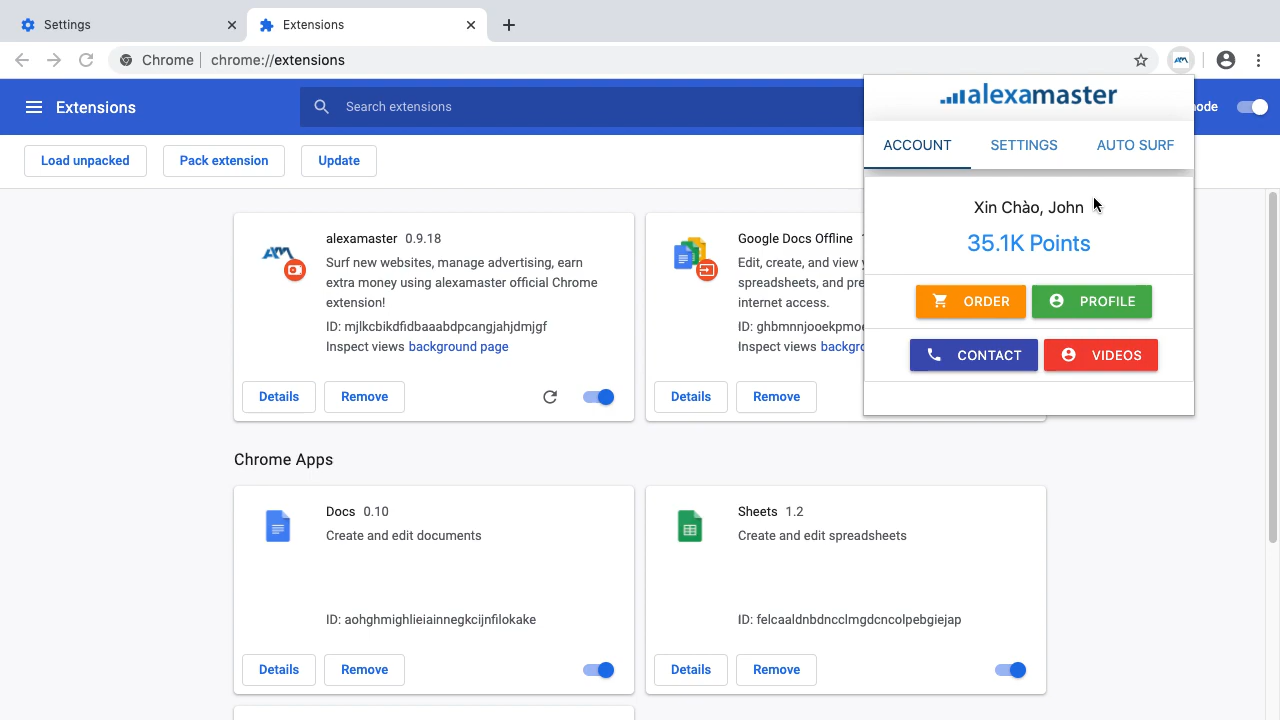 Settings
Extensions
Chrome
chrome://extensions
Extensions
Search extensions
ode
Load unpacked
Pack extension
Update
alexamaster
ACCOUNT
SETTINGS
AUTO SURF
Xin Chào, John
35.1K Points
ORDER
PROFILE
CONTACT
VIDEOS
alexamaster 0.9.18
Surf new websites, manage advertising, earn
extra money using alexamaster official Chrome
extension!
ID: mjlkcbikdfidbaaabdpcangjahjdmjgf
Inspect views background page
Details
Remove
Google Docs Offline
Edit, create, and view
spreadsheets, and pre
internet access.
ID: ghbmnnjooekpmoe
Inspect views backgro
Details
Remove
Chrome Apps
Docs 0.10
Create and edit documents
ID: aohghmighlieiainnegkcijnfilokake
Details
Remove
Sheets 1.2
Create and edit spreadsheets
ID: felcaaldnbdncclmgdcncolpebgiejap
Details
Remove